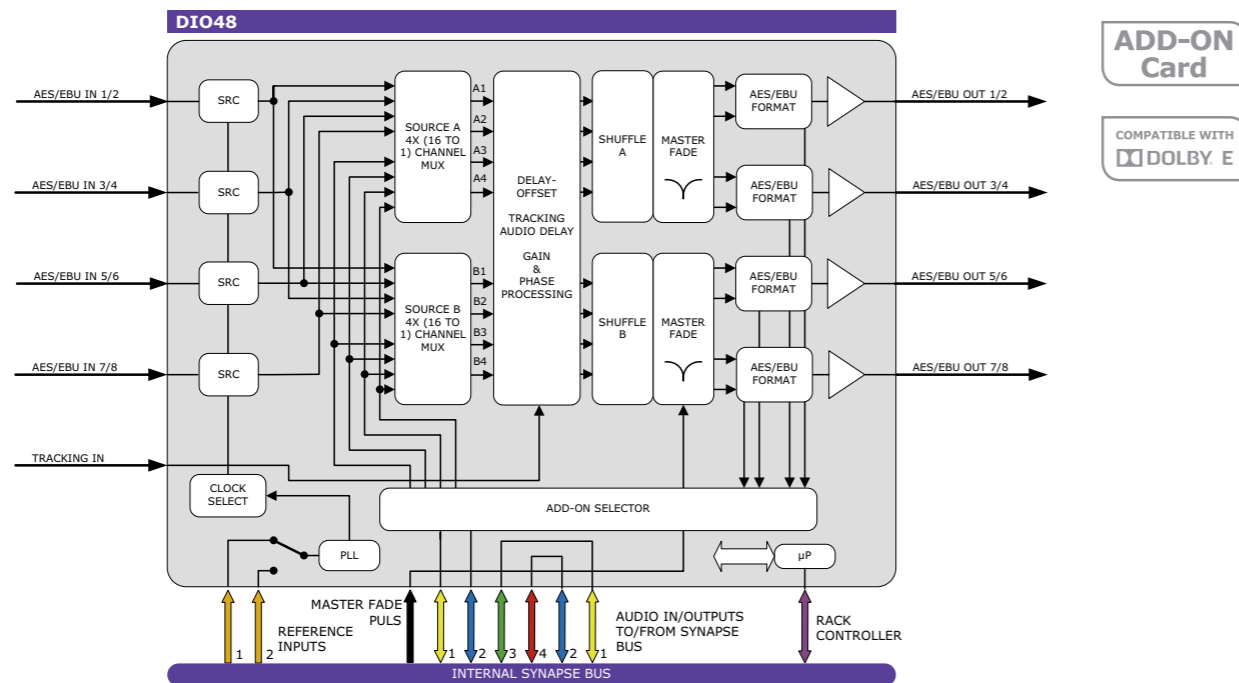 DIO48
ADD-ON
Card
COMPATIBLE WITH
DOLBY E
AES/EBU IN 1/2
AES/EBU IN 3/4
AES/EBU IN 5/6
AES/EBU IN 7/8
TRACKING IN
SRC
SRC
SRC
SRC
CLOCK
SELECT
PLL
SOURCE A
4X (16 TO
1) CHANNEL
MUX
A1
A2
A3
A4
SOURCE B
4X (16 TO
1) CHANNEL
MUX
B1
B2
B3
B4
DELAY-
OFFSET
TRACKING
AUDIO DELAY
GAIN
&
PHASE
PROCESSING
SHUFFLE
A
MASTER
FADE
SHUFFLE
B
MASTER
FADE
AES/EBU
FORMAT
AES/EBU
FORMAT
AES/EBU
FORMAT
AES/EBU
FORMAT
AES/EBU OUT 1/2
AES/EBU OUT 3/4
AES/EBU OUT 5/6
AES/EBU OUT 7/8
ADD-ON SELECTOR
µP
1
2
REFERENCE
INPUTS
MASTER FADE
PULS
1
2
3
4
2
1
AUDIO IN/OUTPUTS
TO/FROM SYNAPSE
BUS
RACK
CONTROLLER
INTERNAL SYNAPSE BUS